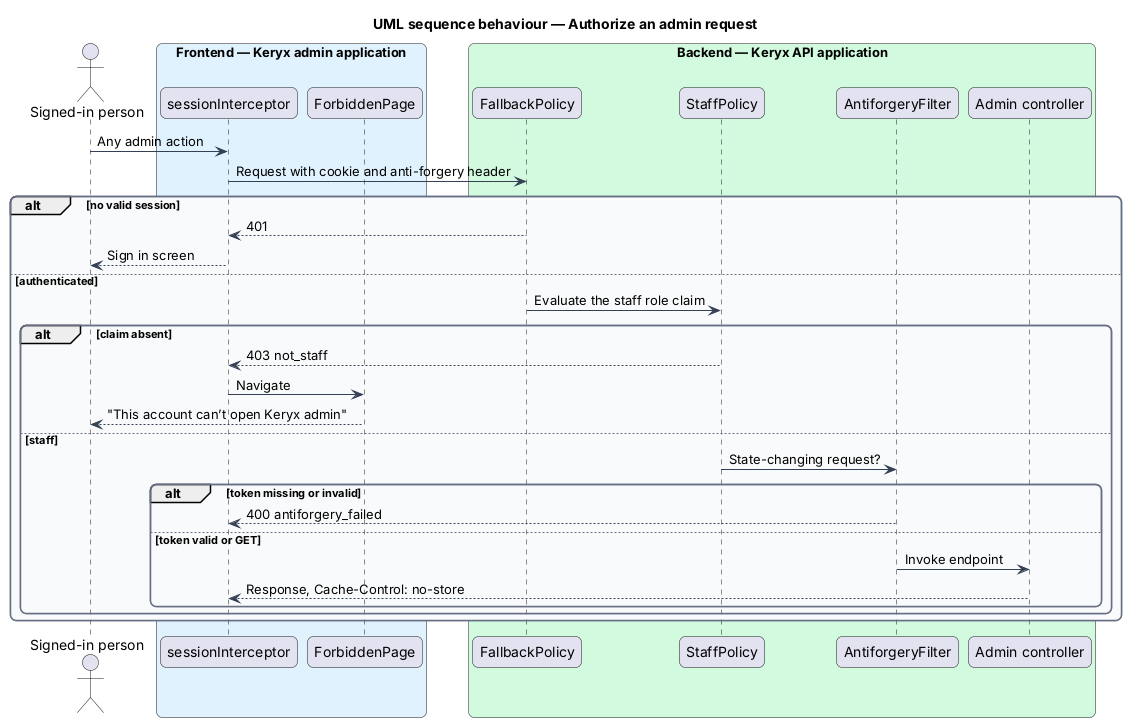 UML sequence behaviour — Authorize an admin request
Frontend — Keryx admin application
Backend — Keryx API application
Signed-in person
sessionInterceptor
ForbiddenPage
FallbackPolicy
StaffPolicy
AntiforgeryFilter
Admin controller
Any admin action
Request with cookie and anti-forgery header
alt
[no valid session]
401
Sign in screen
[authenticated]
Evaluate the staff role claim
alt
[claim absent]
403 not_staff
Navigate
"This account can't open Keryx admin"
[staff]
State-changing request?
alt
[token missing or invalid]
400 antiforgery_failed
[token valid or GET]
Invoke endpoint
Response, Cache-Control: no-store
Signed-in person
sessionInterceptor
ForbiddenPage
FallbackPolicy
StaffPolicy
AntiforgeryFilter
Admin controller